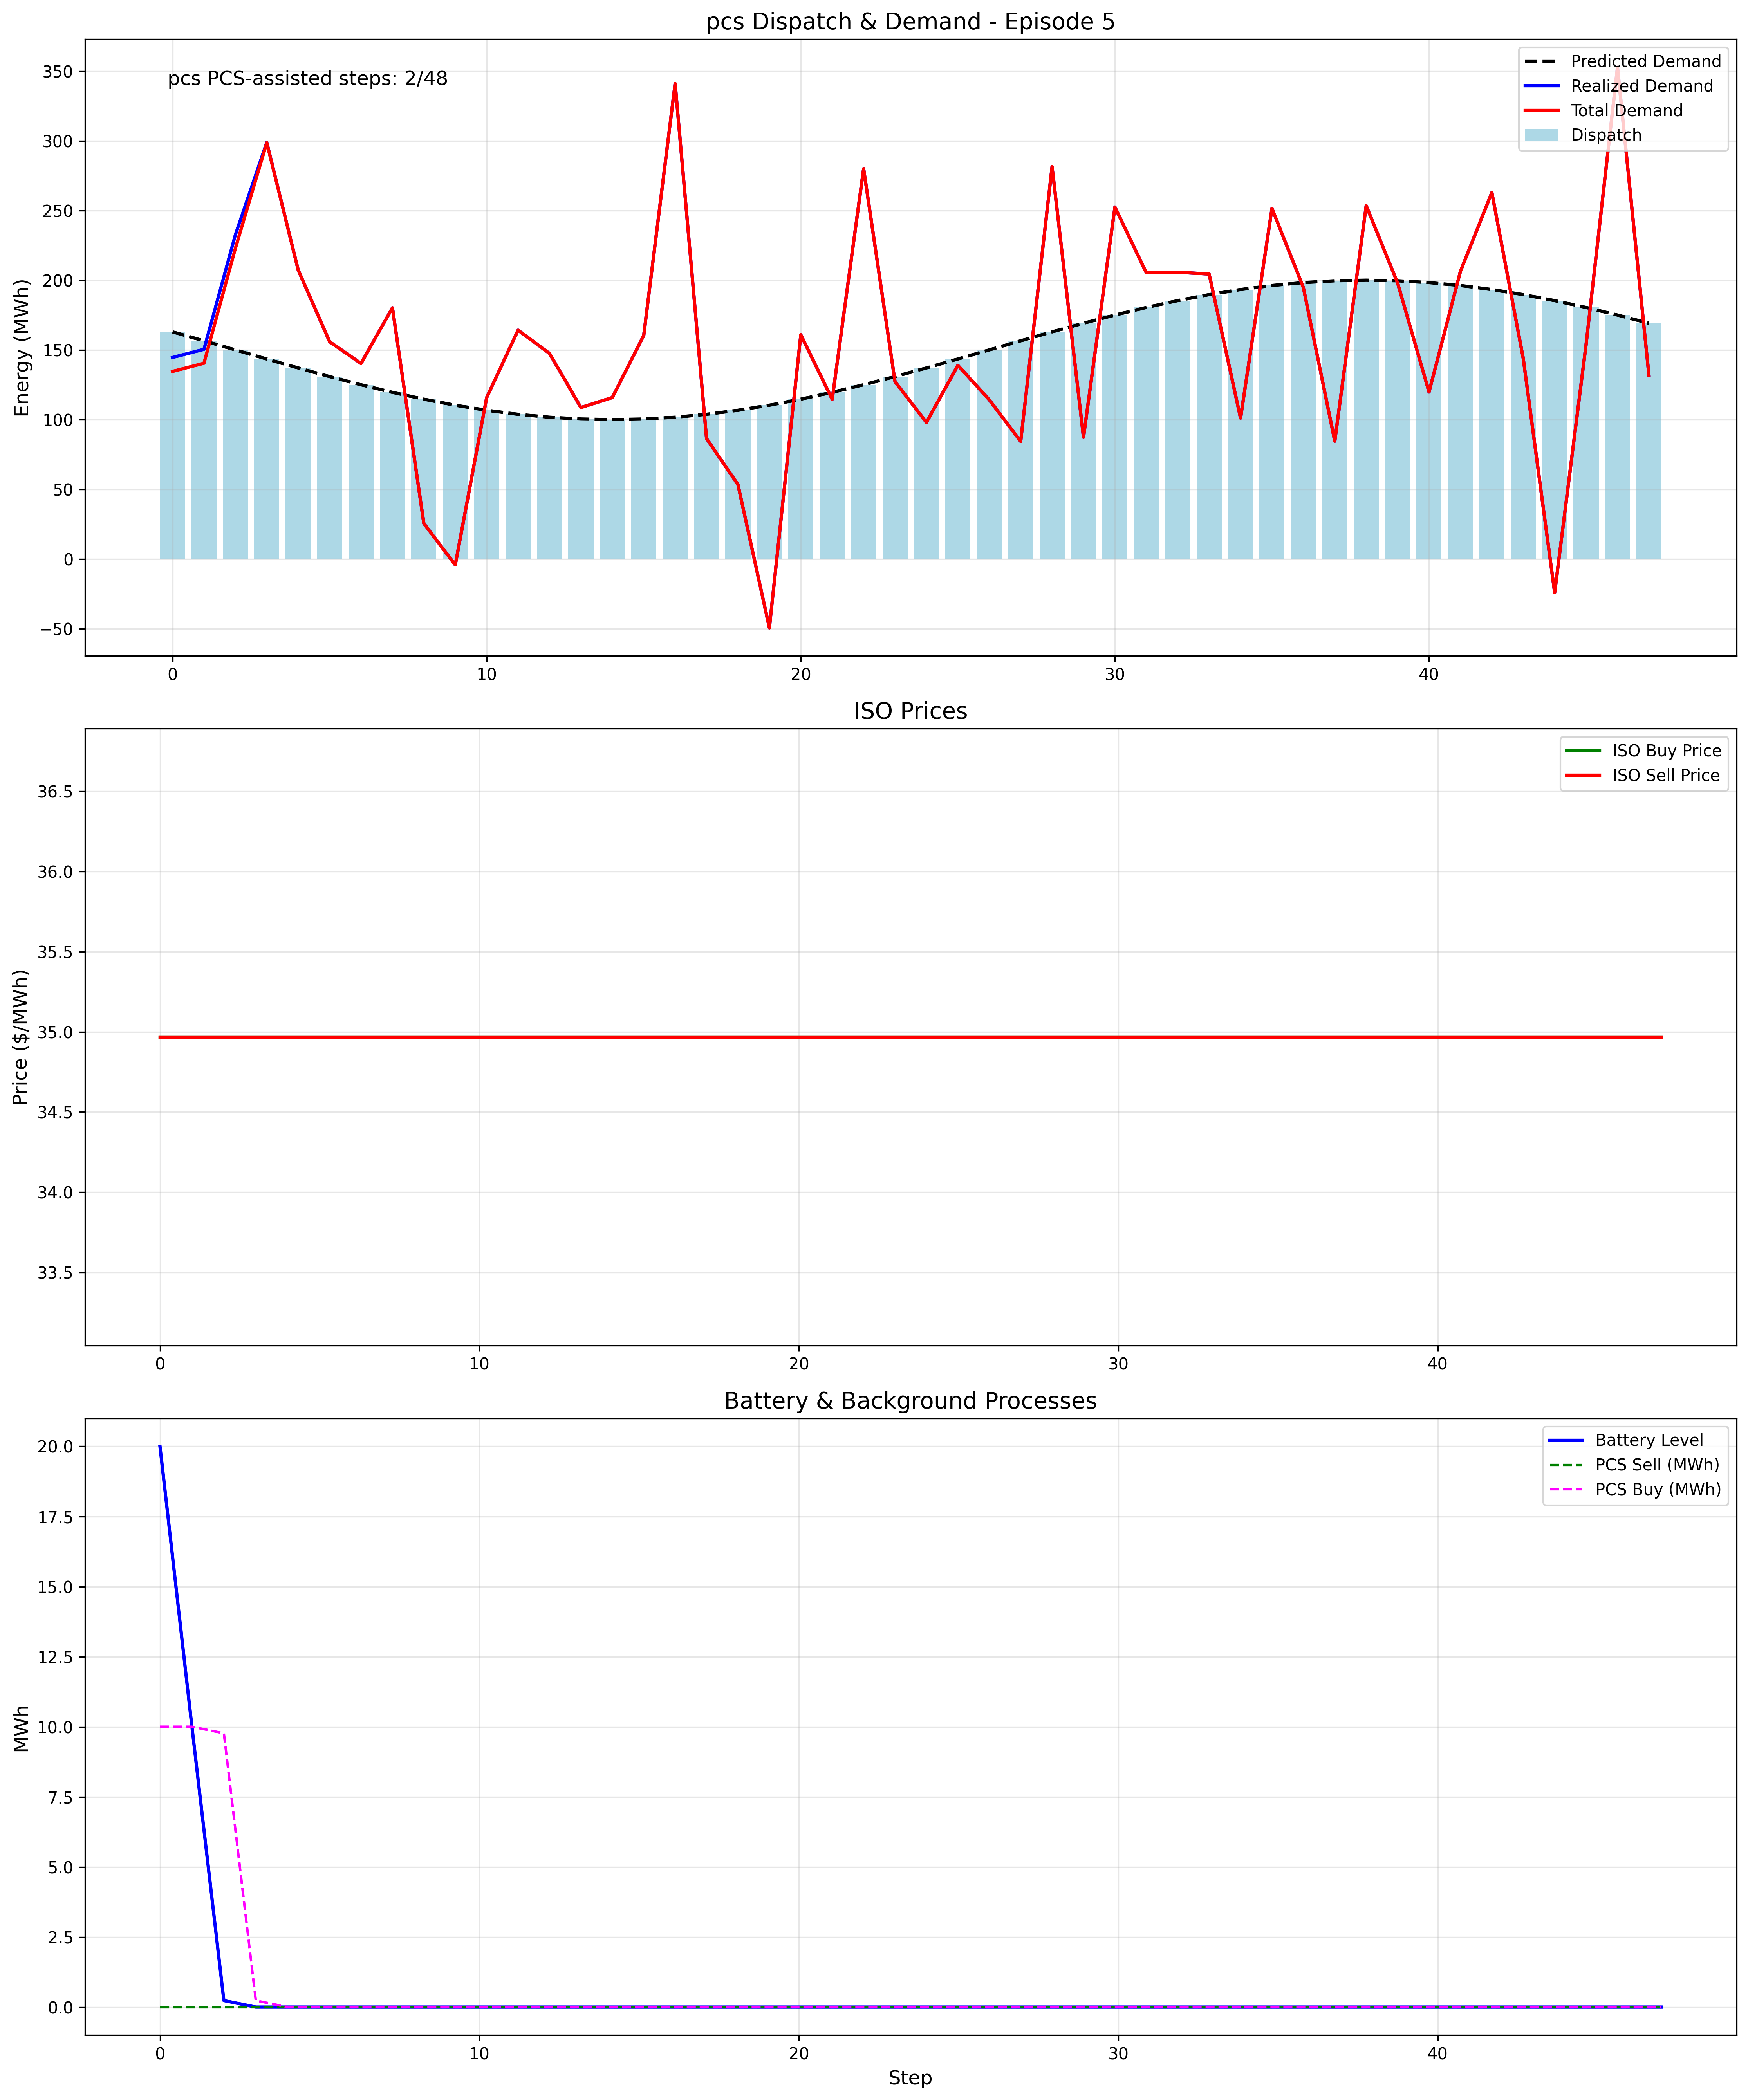 pcs Dispatch & Demand - Episode 5
pcs PCS-assisted steps: 2/48
Predicted Demand
Realized Demand
Total Demand
Dispatch
Energy (MWh)
350
300
250
200
150
100
50
0
−50
0 10 20 30 40
ISO Prices
ISO Buy Price
ISO Sell Price
Price ($/MWh)
36.5
36.0
35.5
35.0
34.5
34.0
33.5
0 10 20 30 40
Battery & Background Processes
Battery Level
PCS Sell (MWh)
PCS Buy (MWh)
MWh
20.0
17.5
15.0
12.5
10.0
7.5
5.0
2.5
0.0
0 10 20 30 40
Step